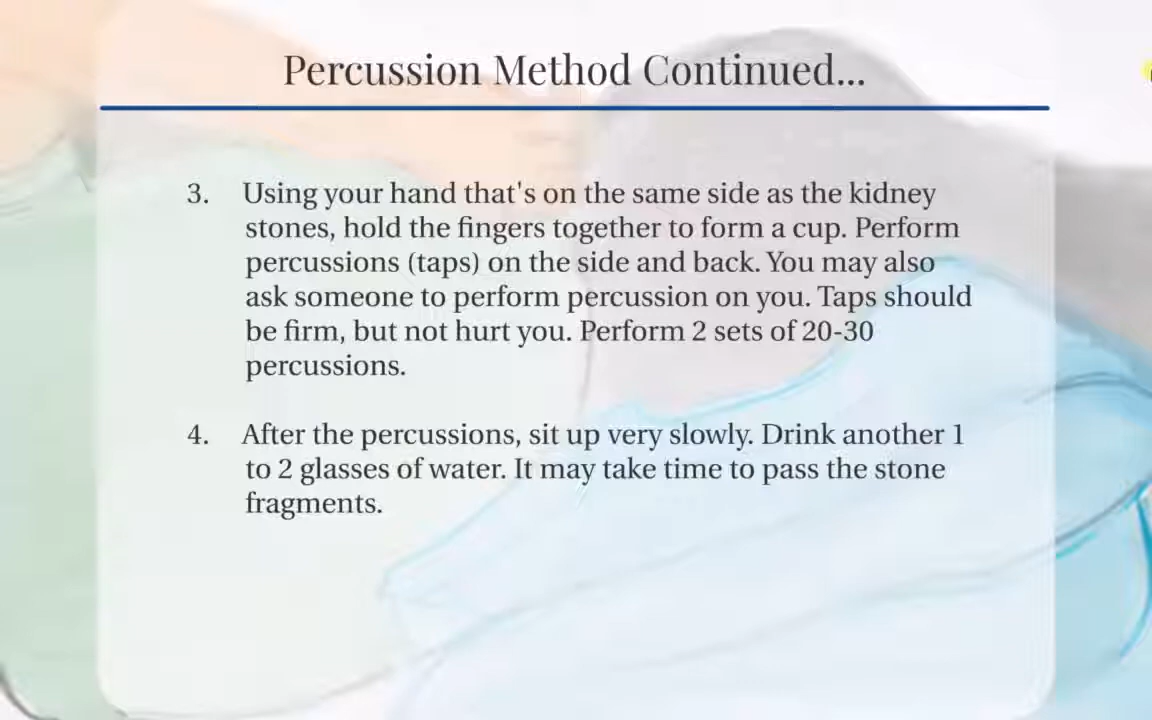 Percussion Method Continued...
3. Using your hand that's on the same side as the kidney
stones, hold the fingers together to form a cup. Perform
percussions (taps) on the side and back. You may also
ask someone to perform percussion on you. Taps should
be firm, but not hurt you. Perform 2 sets of 20-30
percussions.
4. After the percussions, sit up very slowly. Drink another 1
to 2 glasses of water. It may take time to pass the stone
fragments.